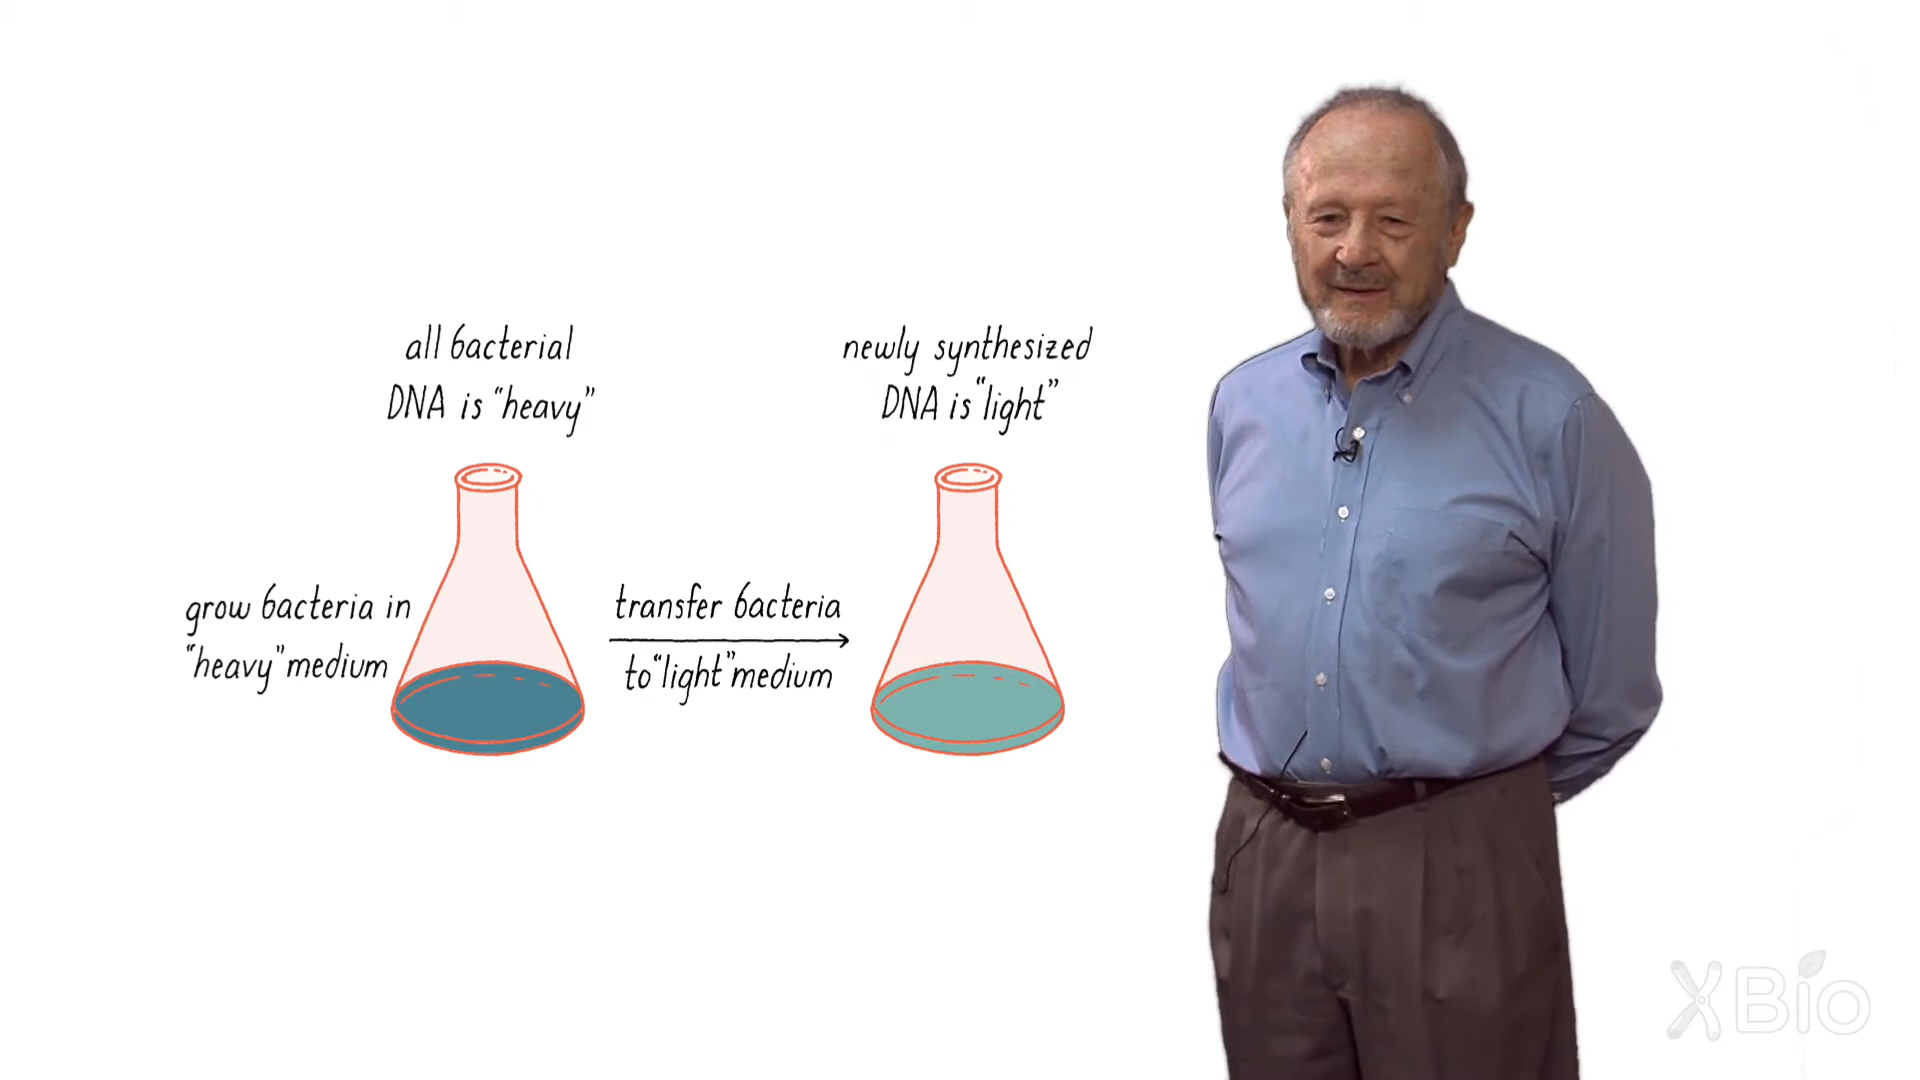 all bacterial
DNA is “heavy”
newly synthesized
DNA is “light”
grow bacteria in
“heavy” medium
transfer bacteria
to “light” medium
XBio